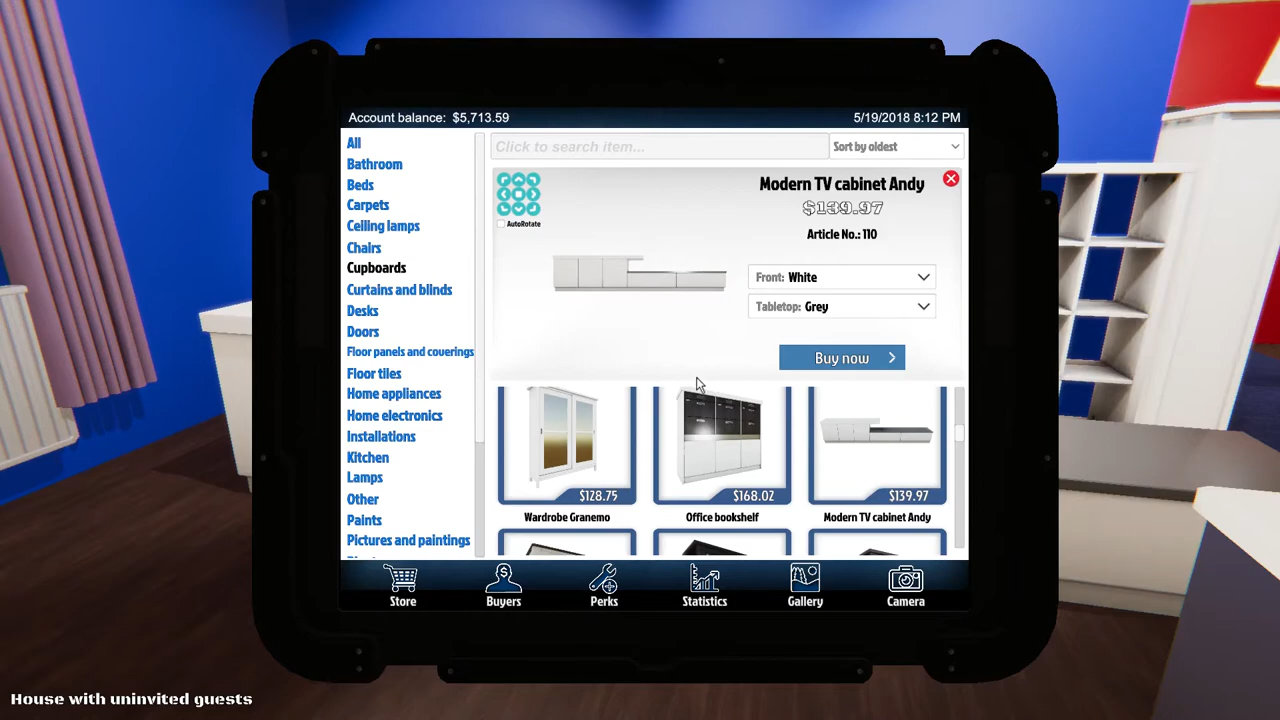 Account balance: $5,713.59
5/19/2018 8:12 PM
All
Bathroom
Beds
Carpets
Ceiling lamps
Chairs
Cupboards
Curtains and blinds
Desks
Doors
Floor panels and coverings
Floor tiles
Home appliances
Home electronics
Installations
Kitchen
Lamps
Other
Paints
Pictures and paintings
Click to search item...
Sort by oldest
AutoRotate
Modern TV cabinet Andy
$139.97
Article No.: 110
Front: White
Tabletop: Grey
Buy now
$128.75
$168.02
$139.97
Wardrobe Granemo
Office bookshelf
Modern TV cabinet Andy
Store
Buyers
Perks
Statistics
Gallery
Camera
House with uninvited guests